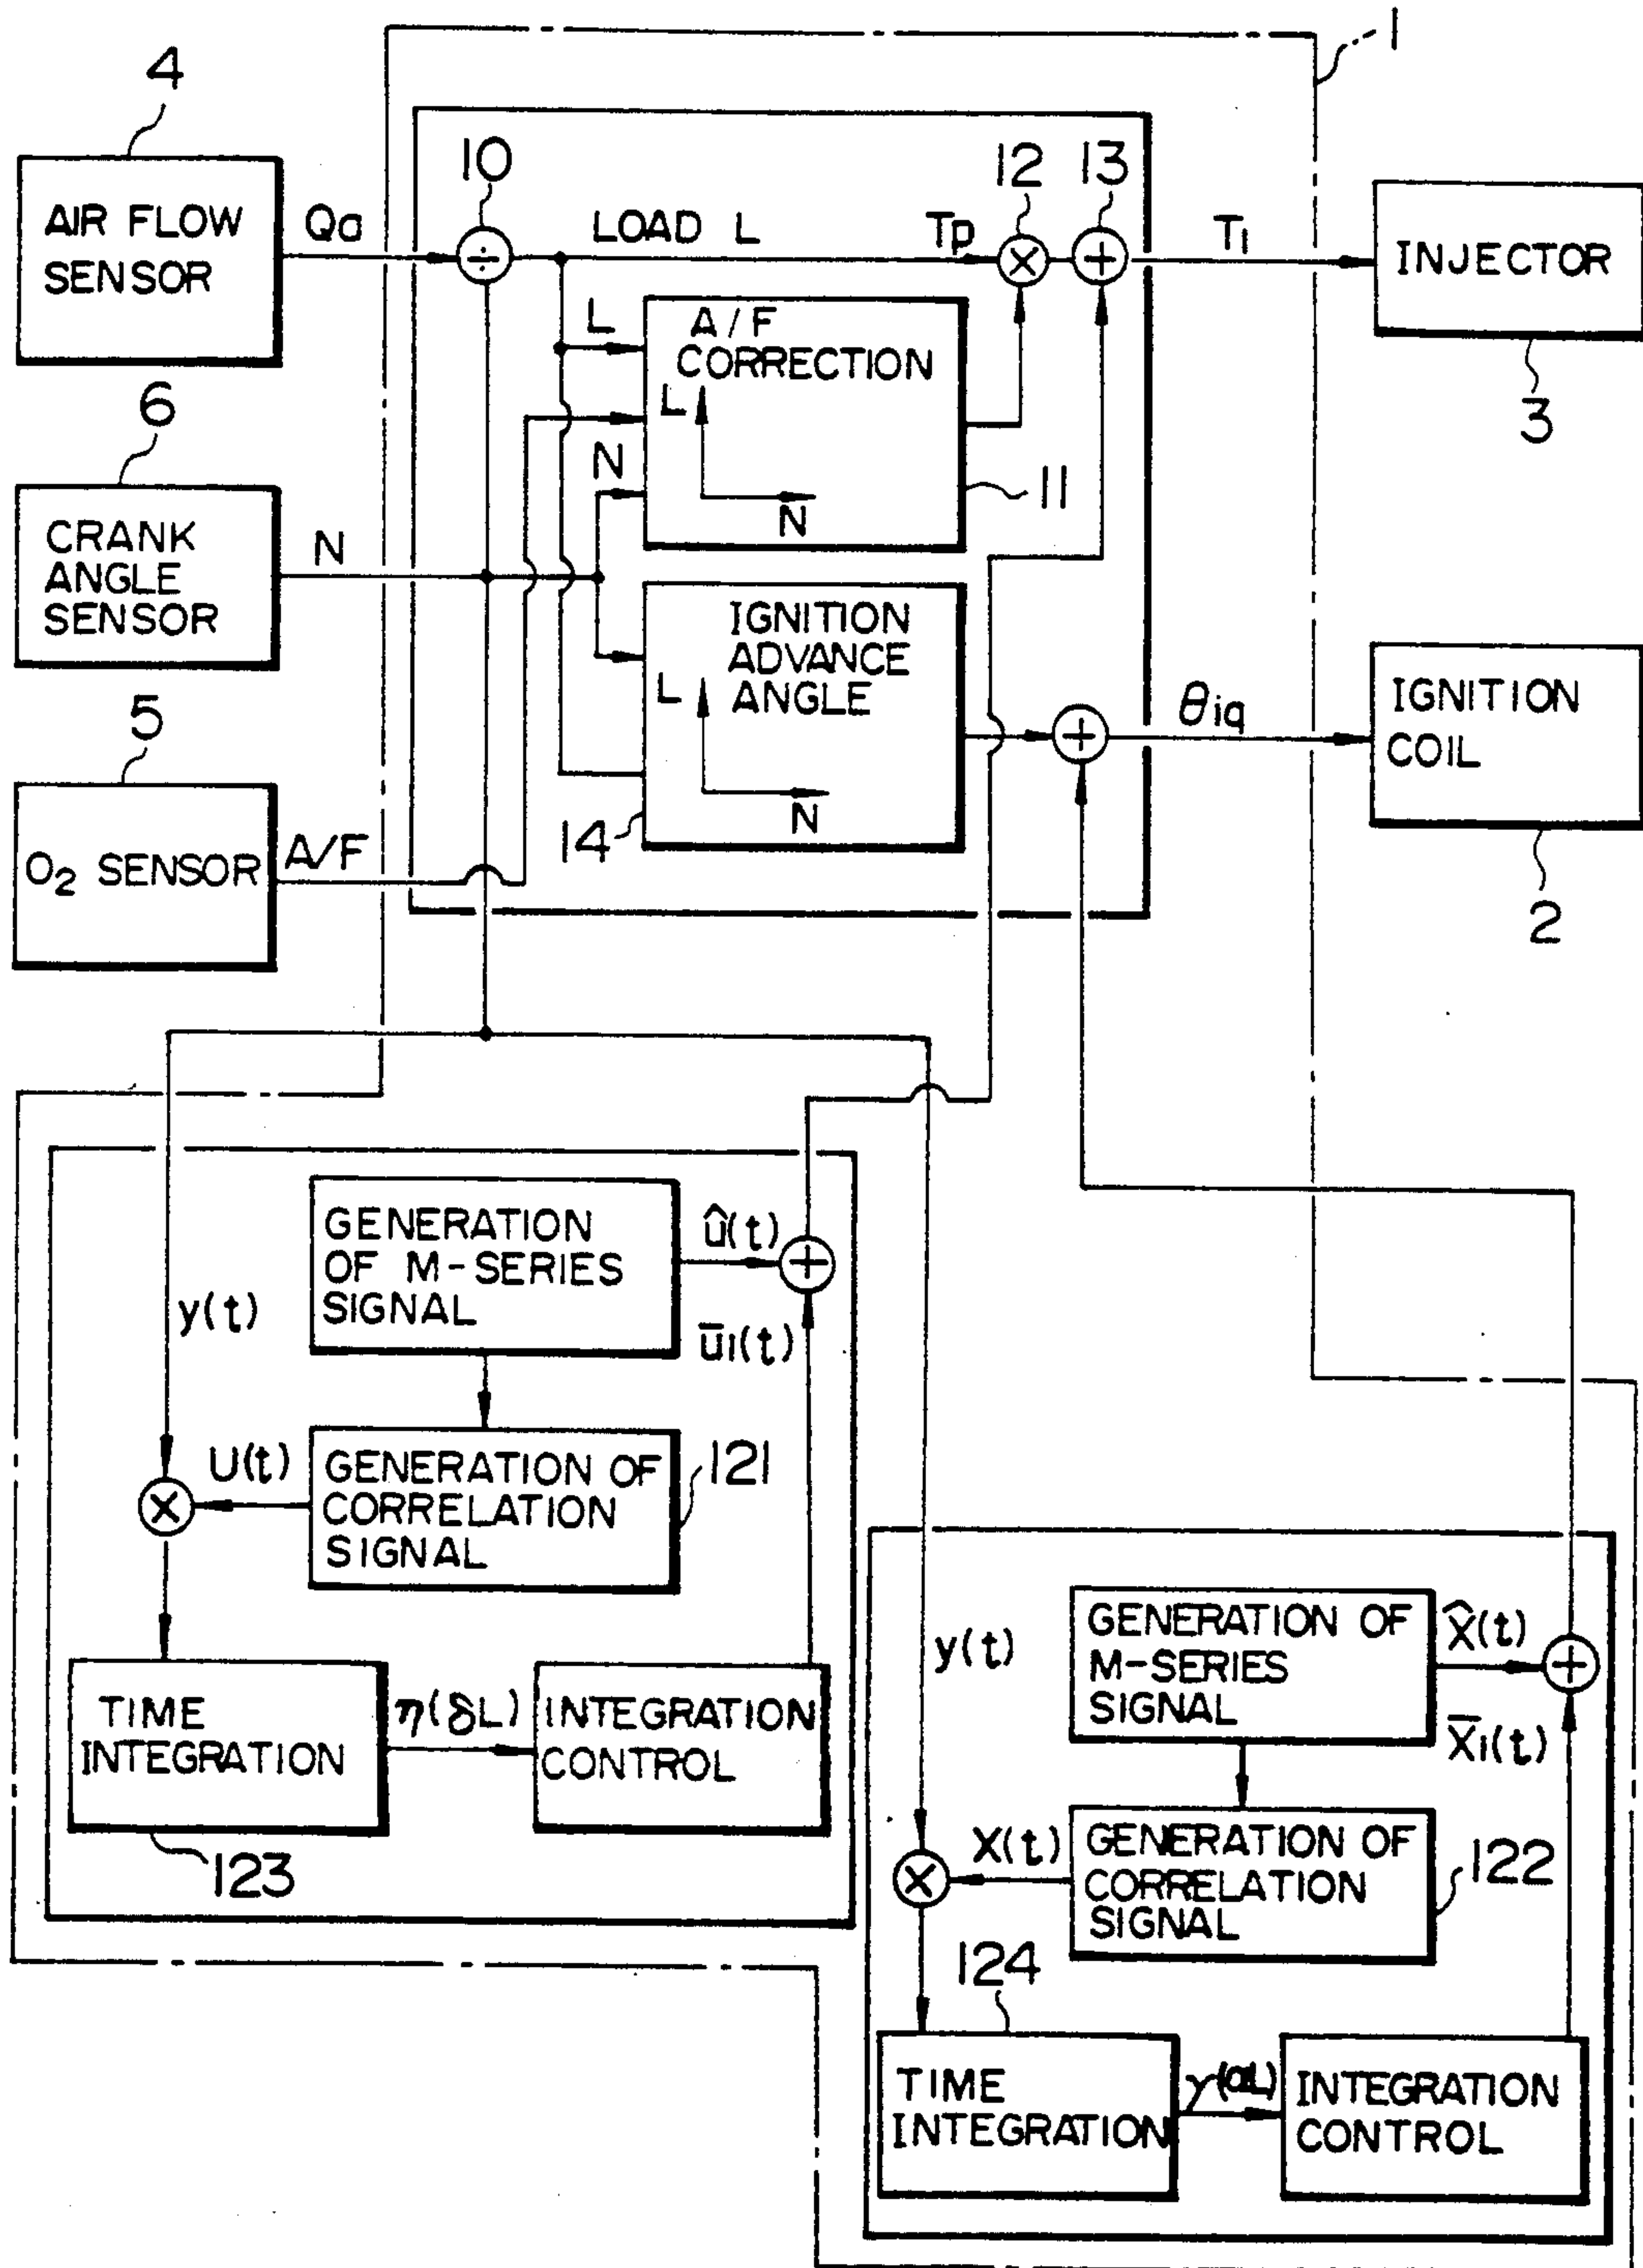 1
4
AIR FLOW
SENSOR
Qa
10
÷
LOAD L
Tp
12
×
13
+
Ti
INJECTOR
3
6
CRANK
ANGLE
SENSOR
N
L
A/F
CORRECTION
L
N
N
11
5
O2 SENSOR
A/F
IGNITION
ADVANCE
ANGLE
L
N
14
+
θig
IGNITION
COIL
2
GENERATION
OF M-SERIES
SIGNAL
û(t)
+
y(t)
ūi(t)
U(t)
×
GENERATION OF
CORRELATION
SIGNAL
121
TIME
INTEGRATION
η(δL)
INTEGRATION
CONTROL
123
y(t)
GENERATION OF
M-SERIES
SIGNAL
X̂(t)
+
X̄i(t)
X(t)
×
GENERATION OF
CORRELATION
SIGNAL
122
124
TIME
INTEGRATION
γ(αL)
INTEGRATION
CONTROL